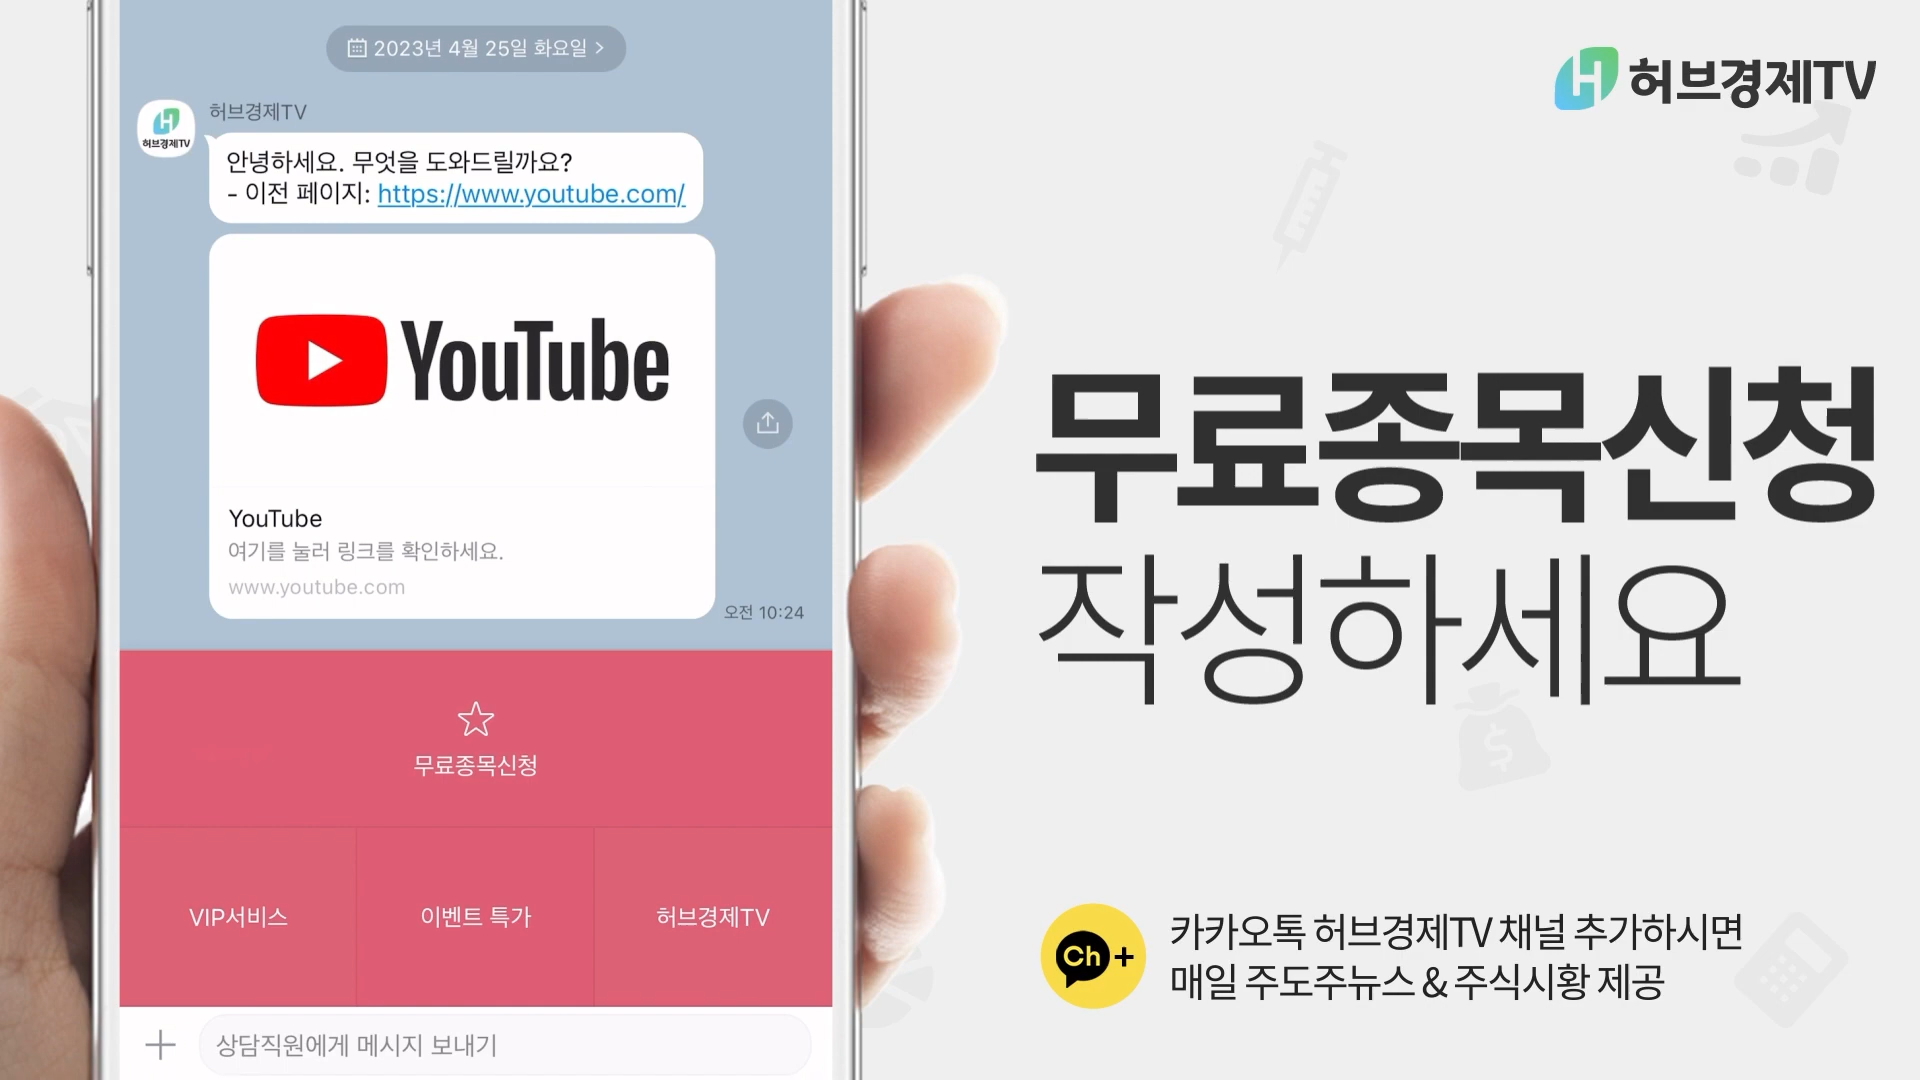 2023년 4월 25일 화요일 >
허브경제TV
허브경제TV
안녕하세요. 무엇을 도와드릴까요?
- 이전 페이지: https://www.youtube.com/
YouTube
YouTube
여기를 눌러 링크를 확인하세요.
www.youtube.com
오전 10:24
무료종목신청
VIP서비스
이벤트 특가
허브경제TV
상담직원에게 메시지 보내기
허브경제TV
무료종목신청
작성하세요
Ch+
카카오톡 허브경제TV 채널 추가하시면
매일 주도주뉴스 & 주식시황 제공